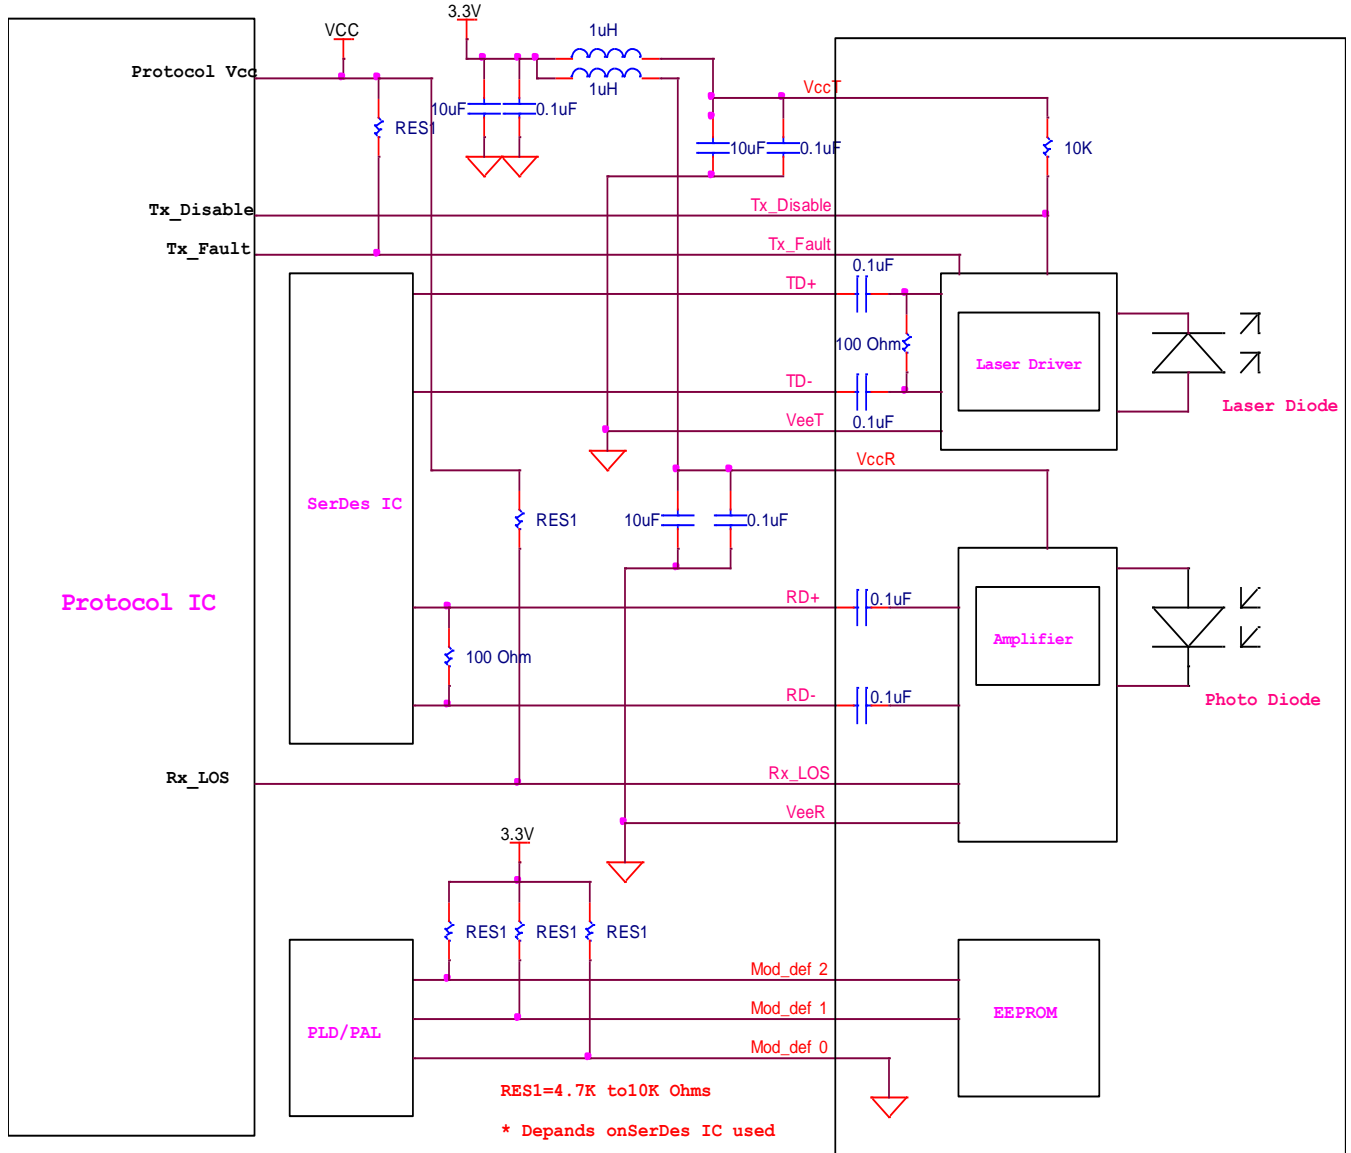 3.3V
VCC
1uH
Protocol Vcc
1uH
VccT
10uF
0.1uF
RES1
10uF
0.1uF
10K
Tx_Disable
Tx_Disable
Tx_Fault
Tx_Fault
0.1uF
TD+
100 Ohm
Laser Driver
TD-
Laser Diode
VeeT
0.1uF
VccR
SerDes IC
RES1
10uF
0.1uF
Protocol IC
RD+
0.1uF
Amplifier
100 Ohm
RD-
0.1uF
Photo Diode
Rx_LOS
Rx_LOS
VeeR
3.3V
RES1
RES1
RES1
Mod_def 2
Mod_def 1
EEPROM
PLD/PAL
Mod_def 0
RES1=4.7K to10K Ohms
* Depands onSerDes IC used